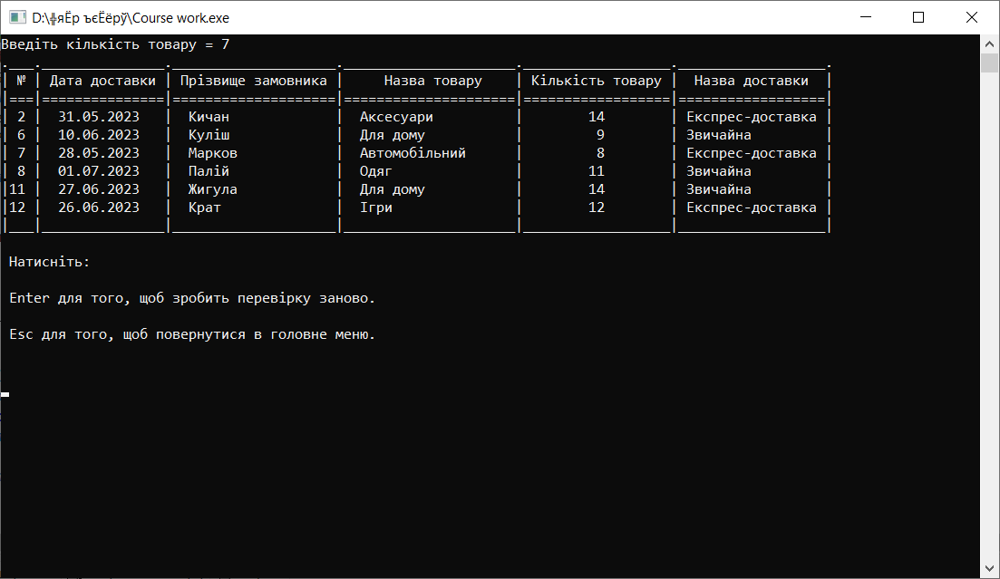 D:\╬яЁр ъєЁёрў\Course work.exe
Введіть кількість товару = 7
| № | Дата доставки | Прізвище замовника | Назва товару | Кількість товару | Назва доставки |
|===|===============|====================|=====================|==================|==================|
| 2 | 31.05.2023 | Кичан | Аксесуари | 14 | Експрес-доставка |
| 6 | 10.06.2023 | Куліш | Для дому | 9 | Звичайна |
| 7 | 28.05.2023 | Марков | Автомобільний | 8 | Експрес-доставка |
| 8 | 01.07.2023 | Палій | Одяг | 11 | Звичайна |
|11 | 27.06.2023 | Жигула | Для дому | 14 | Звичайна |
|12 | 26.06.2023 | Крат | Ігри | 12 | Експрес-доставка |
Натисніть:
Enter для того, щоб зробить перевірку заново.
Esc для того, щоб повернутися в головне меню.